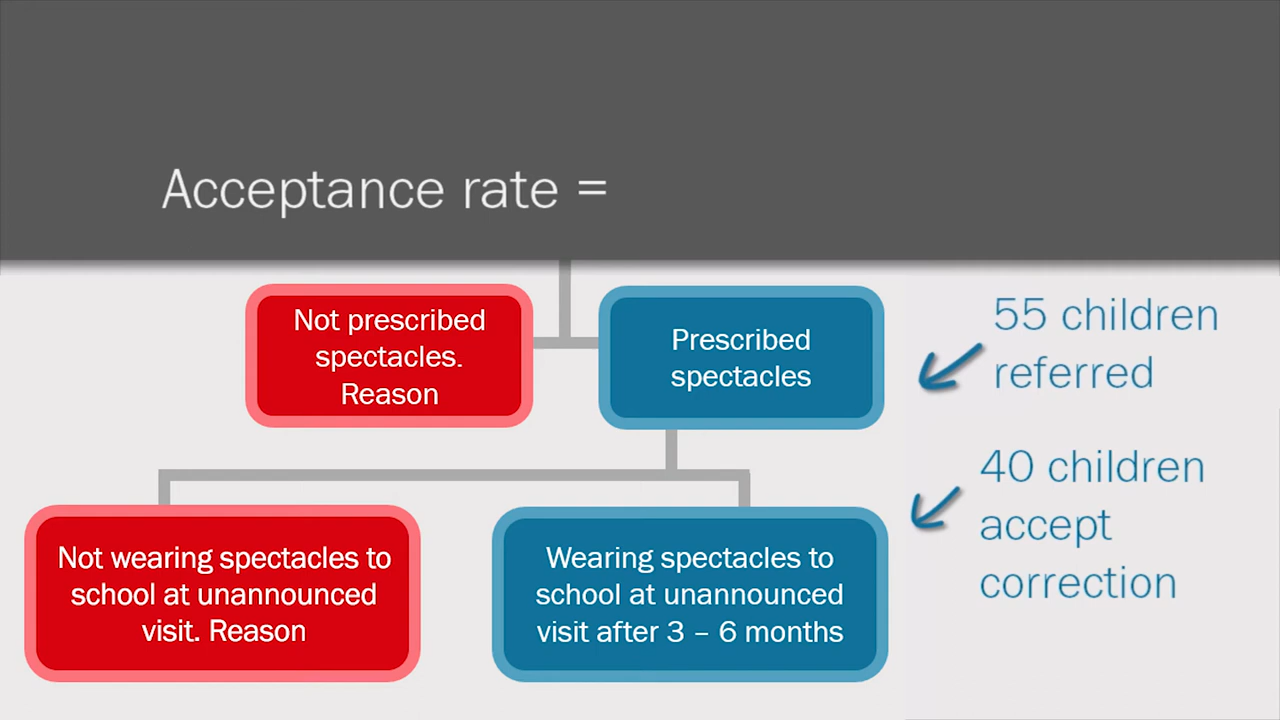 Acceptance rate =
Not prescribed
spectacles.
Reason
Prescribed
spectacles
55 children
referred
40 children
accept
correction
Not wearing spectacles to
school at unannounced
visit. Reason
Wearing spectacles to
school at unannounced
visit after 3 – 6 months